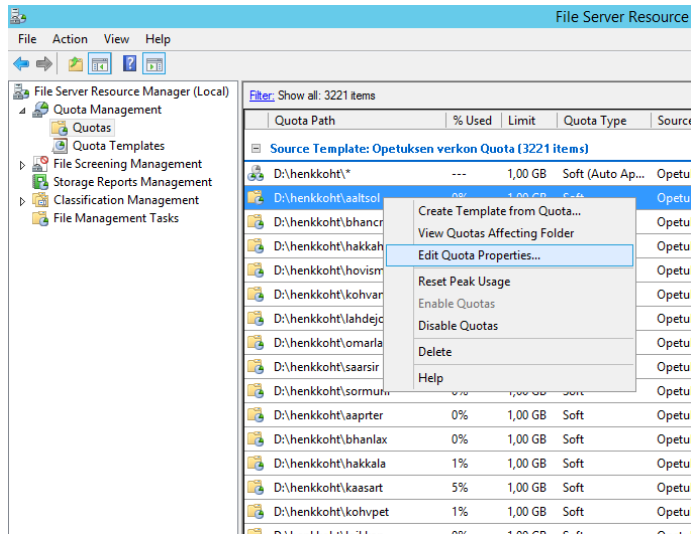 File Server Resource
File Action View Help
File Server Resource Manager (Local)
Quota Management
Quotas
Quota Templates
File Screening Management
Storage Reports Management
Classification Management
File Management Tasks
Filter: Show all: 3221 items
Quota Path % Used Limit Quota Type Source
Source Template: Opetuksen verkon Quota (3221 items)
D:\henkkoht\* --- 1,00 GB Soft (Auto Ap... Opetu
D:\henkkoht\aaltsol 0% 1,00 GB Soft Opetu
D:\henkkoht\bhancr Opetu
D:\henkkoht\hakkah Opetu
D:\henkkoht\hovism Opetu
D:\henkkoht\kohvar Opetu
D:\henkkoht\lahdejo Opetu
D:\henkkoht\omarla Opetu
D:\henkkoht\saarsir Opetu
D:\henkkoht\sormuni 0% 1,00 GB Soft Opetu
D:\henkkoht\aaprter 0% 1,00 GB Soft Opetu
D:\henkkoht\bhanlax 0% 1,00 GB Soft Opetu
D:\henkkoht\hakkala 1% 1,00 GB Soft Opetu
D:\henkkoht\kaasart 5% 1,00 GB Soft Opetu
D:\henkkoht\kohvpet 1% 1,00 GB Soft Opetu
Create Template from Quota...
View Quotas Affecting Folder
Edit Quota Properties...
Reset Peak Usage
Enable Quotas
Disable Quotas
Delete
Help